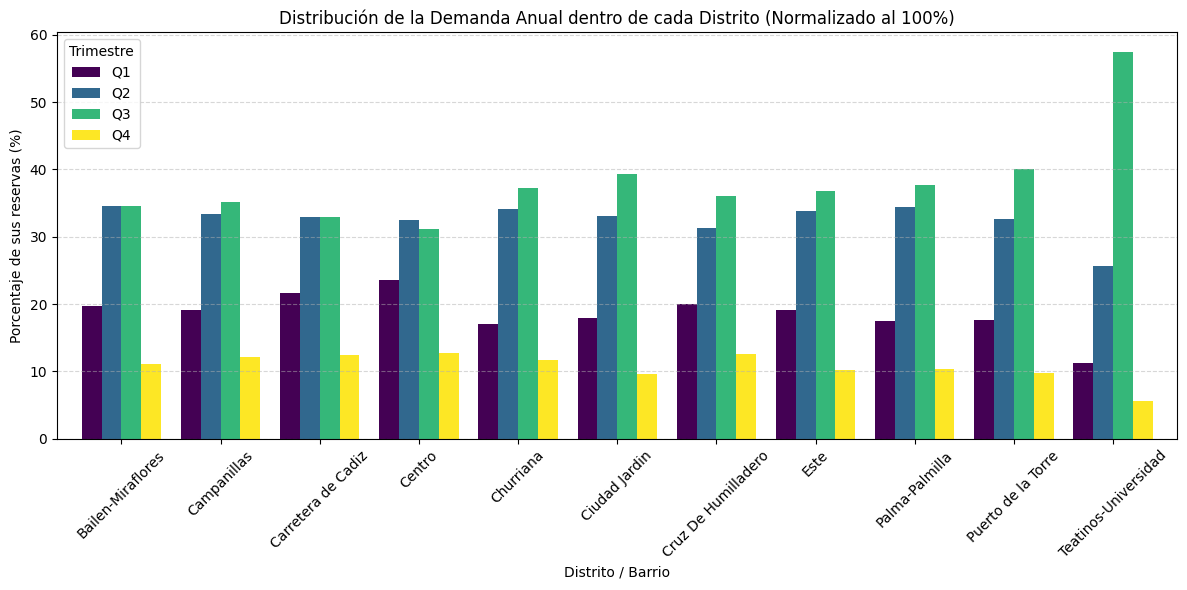 Distribución de la Demanda Anual dentro de cada Distrito (Normalizado al 100%)
Porcentaje de sus reservas (%)
60
50
40
30
20
10
0
Trimestre
Q1
Q2
Q3
Q4
Bailen-Miraflores
Campanillas
Carretera de Cadiz
Centro
Churriana
Ciudad Jardin
Cruz De Humilladero
Este
Palma-Palmilla
Puerto de la Torre
Teatinos-Universidad
Distrito / Barrio